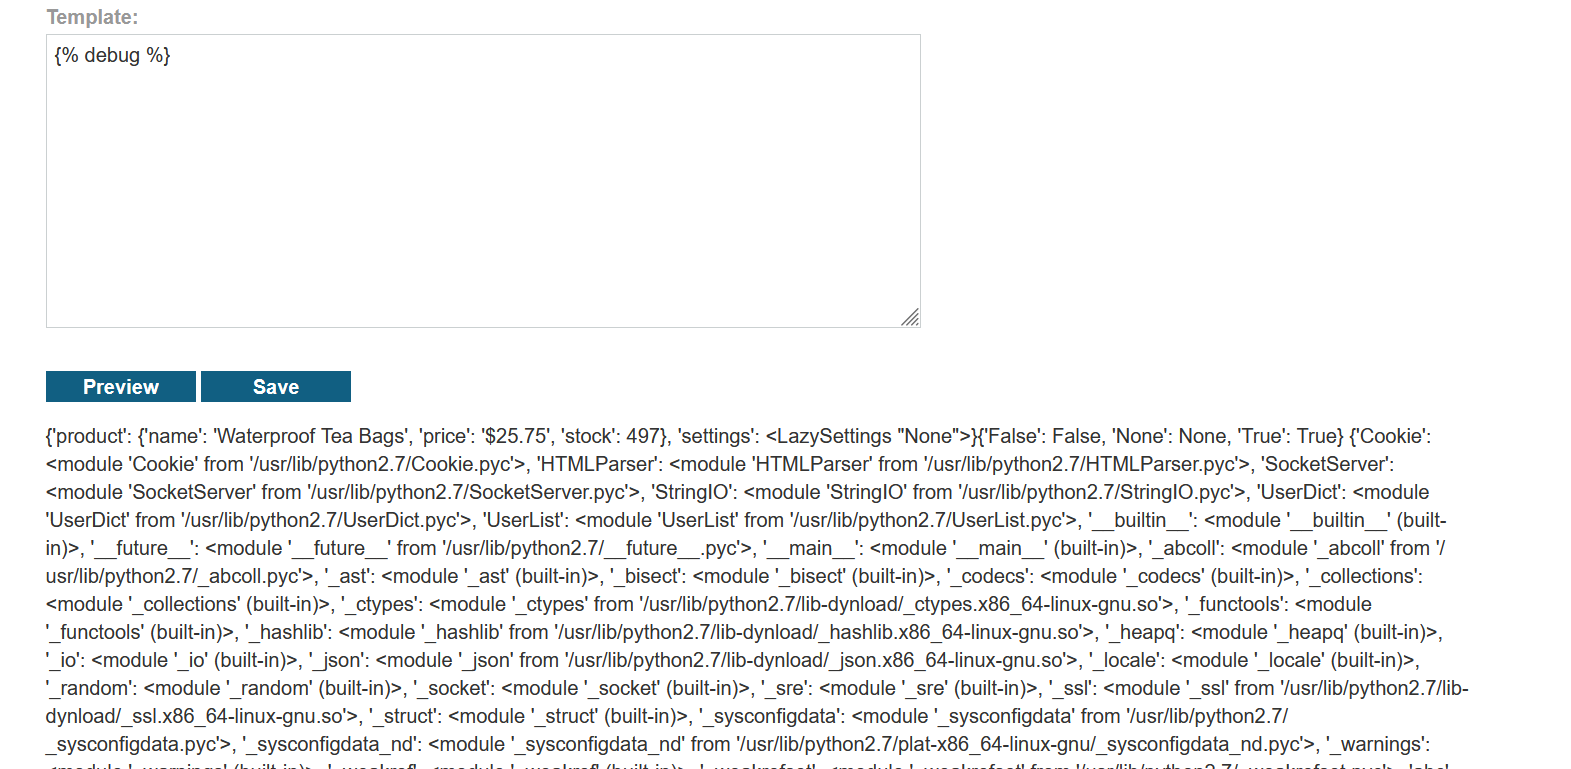 Template:
{% debug %}
Preview
Save
{'product': {'name': 'Waterproof Tea Bags', 'price': '$25.75', 'stock': 497}, 'settings': <LazySettings "None">}{'False': False, 'None': None, 'True': True} {'Cookie':
<module 'Cookie' from '/usr/lib/python2.7/Cookie.pyc'>, 'HTMLParser': <module 'HTMLParser' from '/usr/lib/python2.7/HTMLParser.pyc'>, 'SocketServer':
<module 'SocketServer' from '/usr/lib/python2.7/SocketServer.pyc'>, 'StringIO': <module 'StringIO' from '/usr/lib/python2.7/StringIO.pyc'>, 'UserDict': <module
'UserDict' from '/usr/lib/python2.7/UserDict.pyc'>, 'UserList': <module 'UserList' from '/usr/lib/python2.7/UserList.pyc'>, '__builtin__': <module '__builtin__' (built-
in)>, '__future__': <module '__future__' from '/usr/lib/python2.7/__future__.pyc'>, '__main__': <module '__main__' (built-in)>, '_abcoll': <module '_abcoll' from '/
usr/lib/python2.7/_abcoll.pyc'>, '_ast': <module '_ast' (built-in)>, '_bisect': <module '_bisect' (built-in)>, '_codecs': <module '_codecs' (built-in)>, '_collections':
<module '_collections' (built-in)>, '_ctypes': <module '_ctypes' from '/usr/lib/python2.7/lib-dynload/_ctypes.x86_64-linux-gnu.so'>, '_functools': <module
'_functools' (built-in)>, '_hashlib': <module '_hashlib' from '/usr/lib/python2.7/lib-dynload/_hashlib.x86_64-linux-gnu.so'>, '_heapq': <module '_heapq' (built-in)>,
'_io': <module '_io' (built-in)>, '_json': <module '_json' from '/usr/lib/python2.7/lib-dynload/_json.x86_64-linux-gnu.so'>, '_locale': <module '_locale' (built-in)>,
'_random': <module '_random' (built-in)>, '_socket': <module '_socket' (built-in)>, '_sre': <module '_sre' (built-in)>, '_ssl': <module '_ssl' from '/usr/lib/python2.7/lib-
dynload/_ssl.x86_64-linux-gnu.so'>, '_struct': <module '_struct' (built-in)>, '_sysconfigdata': <module '_sysconfigdata' from '/usr/lib/python2.7/
_sysconfigdata.pyc'>, '_sysconfigdata_nd': <module '_sysconfigdata_nd' from '/usr/lib/python2.7/plat-x86_64-linux-gnu/_sysconfigdata_nd.pyc'>, '_warnings':